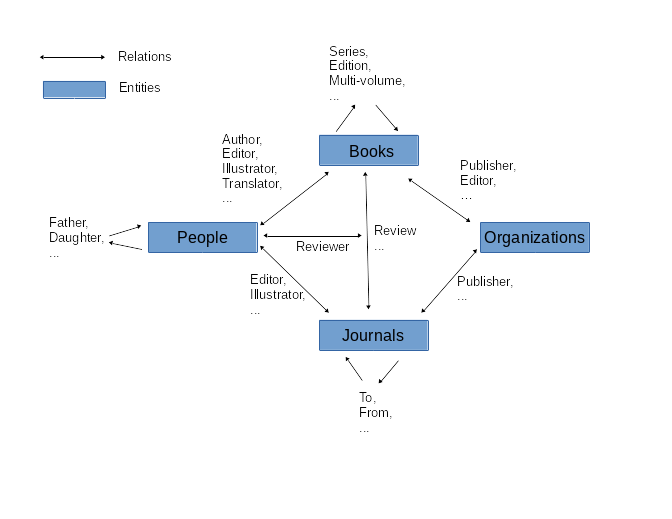 Relations
Entities
Series,
Edition,
Multi-volume,
...
Books
Author,
Editor,
Illustrator,
Translator,
...
Publisher,
Editor,
...
Father,
Daughter,
...
People
Reviewer
Review
...
Organizations
Editor,
Illustrator,
...
Publisher,
...
Journals
To,
From,
...